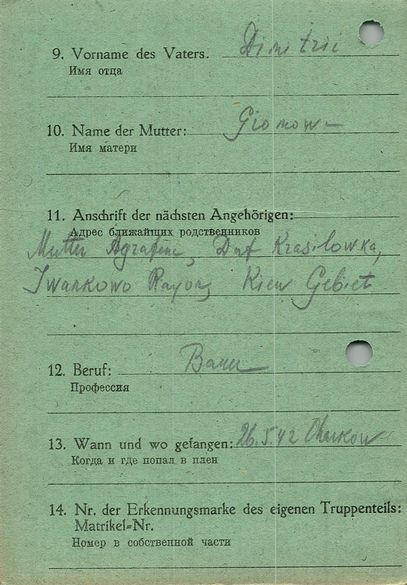 9. Vorname des Vaters. Dimitri
Имя отца
10. Name der Mutter:
Имя матери
11. Anschrift der nächsten Angehörigen:
Адрес ближайших родственников
Mutter Agrafena, Dorf Krasilowka,
Iwankowo Rayon, Kiew Gebiet
12. Beruf: Bauer
Профессия
13. Wann und wo gefangen: 26.5.42 Charkow
Когда и где попал в плен
14. Nr. der Erkennungsmarke des eigenen Truppenteils:
Matrikel-Nr.
Номер в собственной части